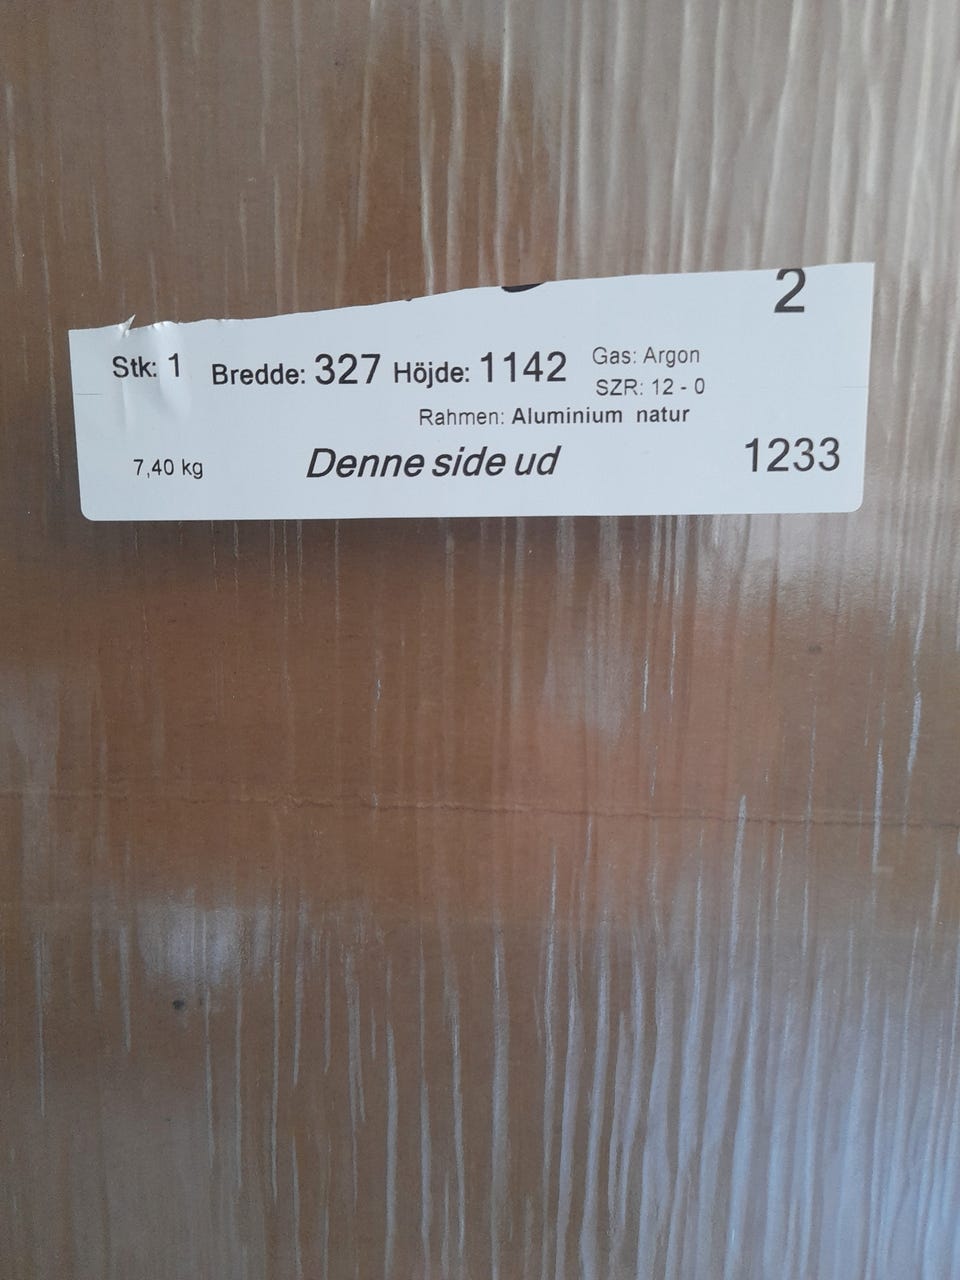 2
Stk: 1 Bredde: 327 Höjde: 1142 Gas: Argon
SZR: 12 - 0
Rahmen: Aluminium natur
7,40 kg Denne side ud 1233